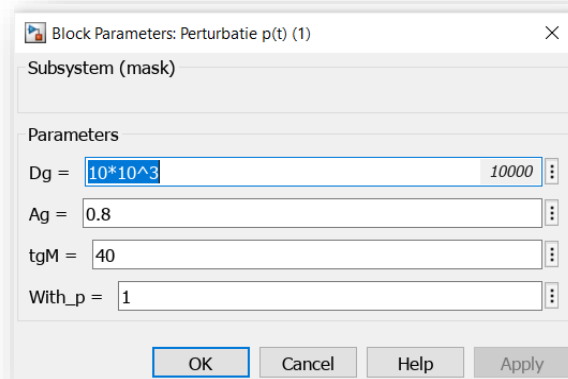 Block Parameters: Perturbatie p(t) (1)
Subsystem (mask)
Parameters
Dg = 10*10^3 10000
Ag = 0.8
tgM = 40
With_p = 1
OK Cancel Help Apply